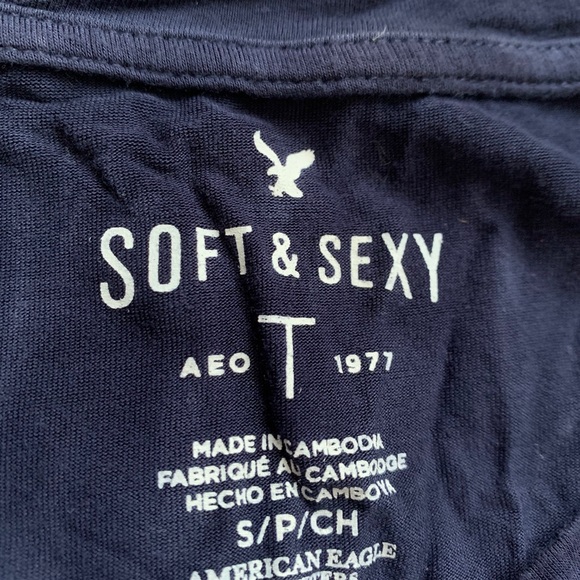 SOFT & SEXY
AEO T 1977
MADE IN CAMBODIA
FABRIQUÉ AU CAMBODGE
HECHO EN CAMBOYA
S/P/CH
AMERICAN EAGLE